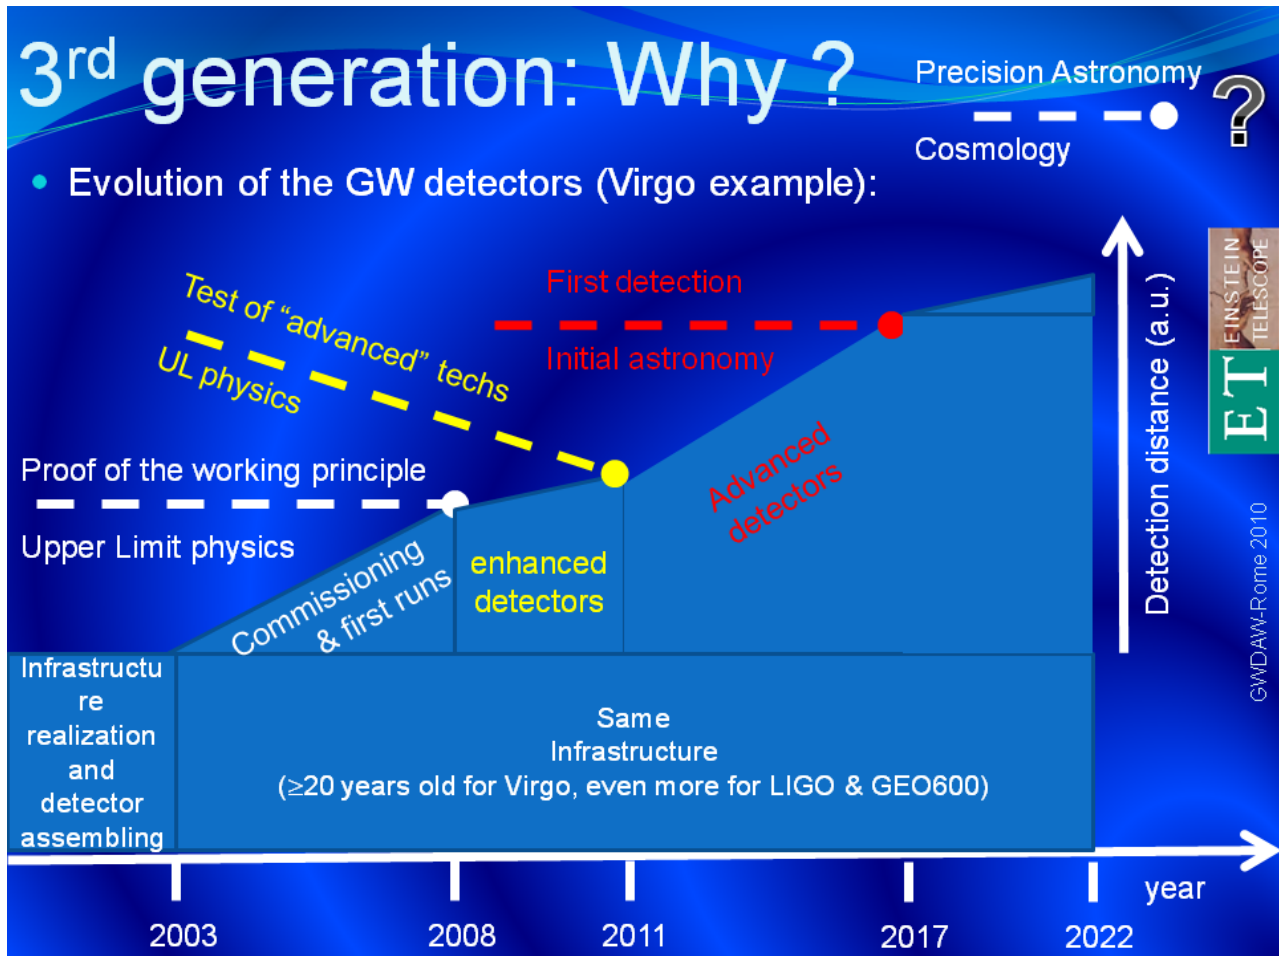 3rd generation: Why ?
Precision Astronomy
?
Cosmology
• Evolution of the GW detectors (Virgo example):
Test of “advanced” techs
UL physics
First detection
Initial astronomy
Proof of the working principle
Upper Limit physics
Commissioning
& first runs
enhanced
detectors
Advanced
detectors
Detection distance (a.u.)
EINSTEIN
TELESCOPE
ET
GWDAW-Rome 2010
Infrastructu
re
realization
and
detector
assembling
Same
Infrastructure
(≥20 years old for Virgo, even more for LIGO & GEO600)
year
2003
2008
2011
2017
2022